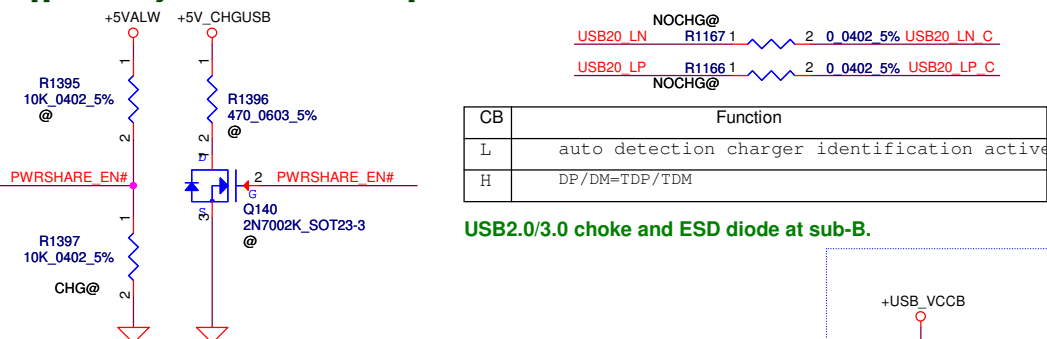 +5VALW
+5V_CHGUSB
1
R1395
10K_0402_5%
@
2
1
R1396
470_0603_5%
@
2
PWRSHARE_EN#
1
D
S
3
G
2
PWRSHARE_EN#
Q140
2N7002K_SOT23-3
@
1
R1397
10K_0402_5%
CHG@
2
NOCHG@
USB20_LN R1167 1 2 0_0402_5% USB20_LN_C
USB20_LP R1166 1 2 0_0402_5% USB20_LP_C
NOCHG@
CB Function
L auto detection charger identification active
H DP/DM=TDP/TDM
USB2.0/3.0 choke and ESD diode at sub-B.
+USB_VCCB